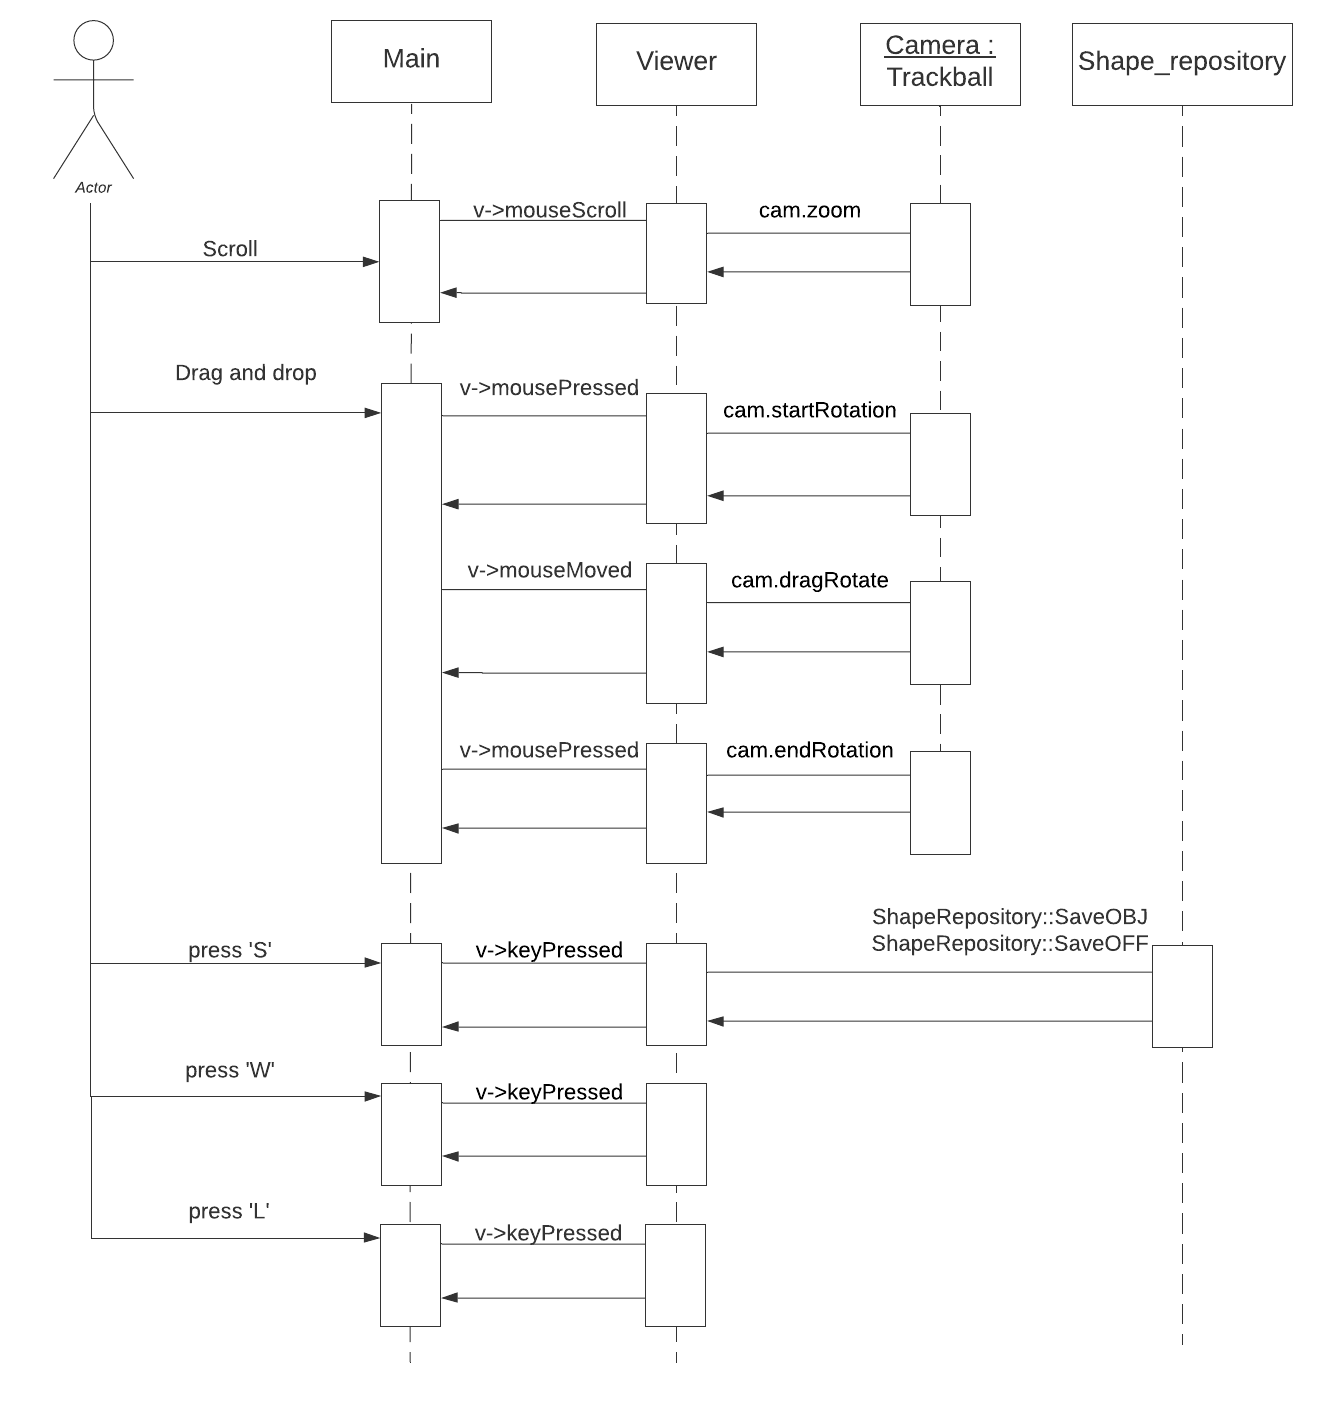 Main
Viewer
Camera :
Trackball
Shape_repository
Actor
v->mouseScroll
cam.zoom
Scroll
Drag and drop
v->mousePressed
cam.startRotation
v->mouseMoved
cam.dragRotate
v->mousePressed
cam.endRotation
ShapeRepository::SaveOBJ
ShapeRepository::SaveOFF
press 'S'
v->keyPressed
press 'W'
v->keyPressed
press 'L'
v->keyPressed